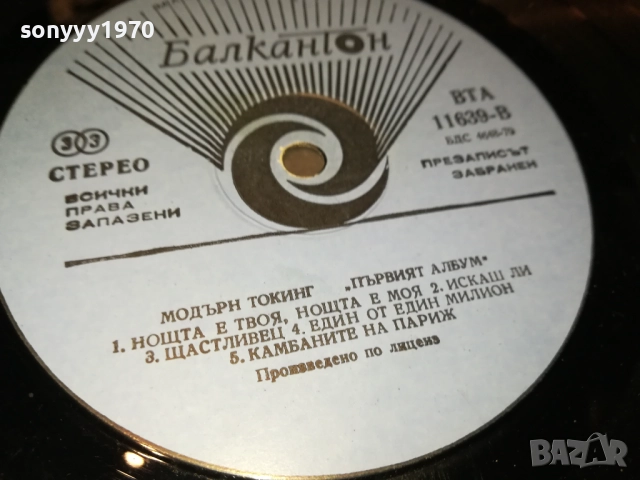 sonyyy1970
Балкантон
ВТА
11639-В
БДС 4646-79
33
СТЕРЕО
ВСИЧКИ
ПРАВА
ЗАПАЗЕНИ
ПРЕЗАПИСЪТ
ЗАБРАНЕН
МОДЪРН ТОКИНГ „ПЪРВИЯТ АЛБУМ“
1. НОЩТА Е ТВОЯ, НОЩТА Е МОЯ 2. ИСКАШ ЛИ
3. ЩАСТЛИВЕЦ 4. ЕДИН ОТ ЕДИН МИЛИОН
5. КАМБАНИТЕ НА ПАРИЖ
Произведено по лиценз
BAZAR